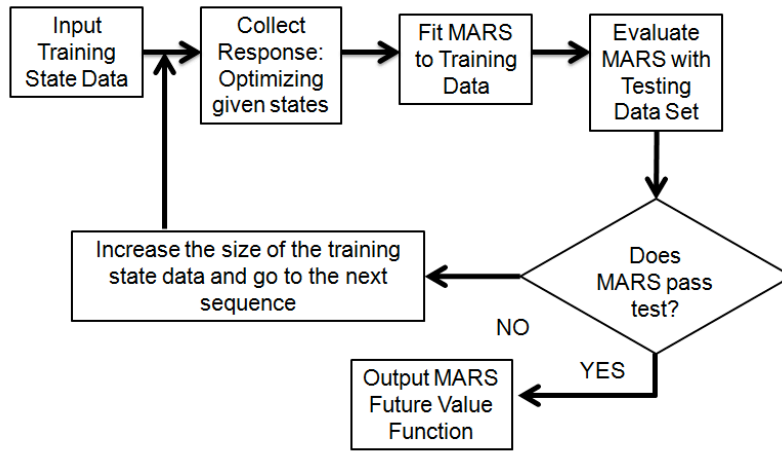 Input
Training
State Data
Collect
Response:
Optimizing
given states
Fit MARS
to Training
Data
Evaluate
MARS with
Testing
Data Set
Does
MARS pass
test?
Increase the size of the training
state data and go to the next
sequence
NO
YES
Output MARS
Future Value
Function